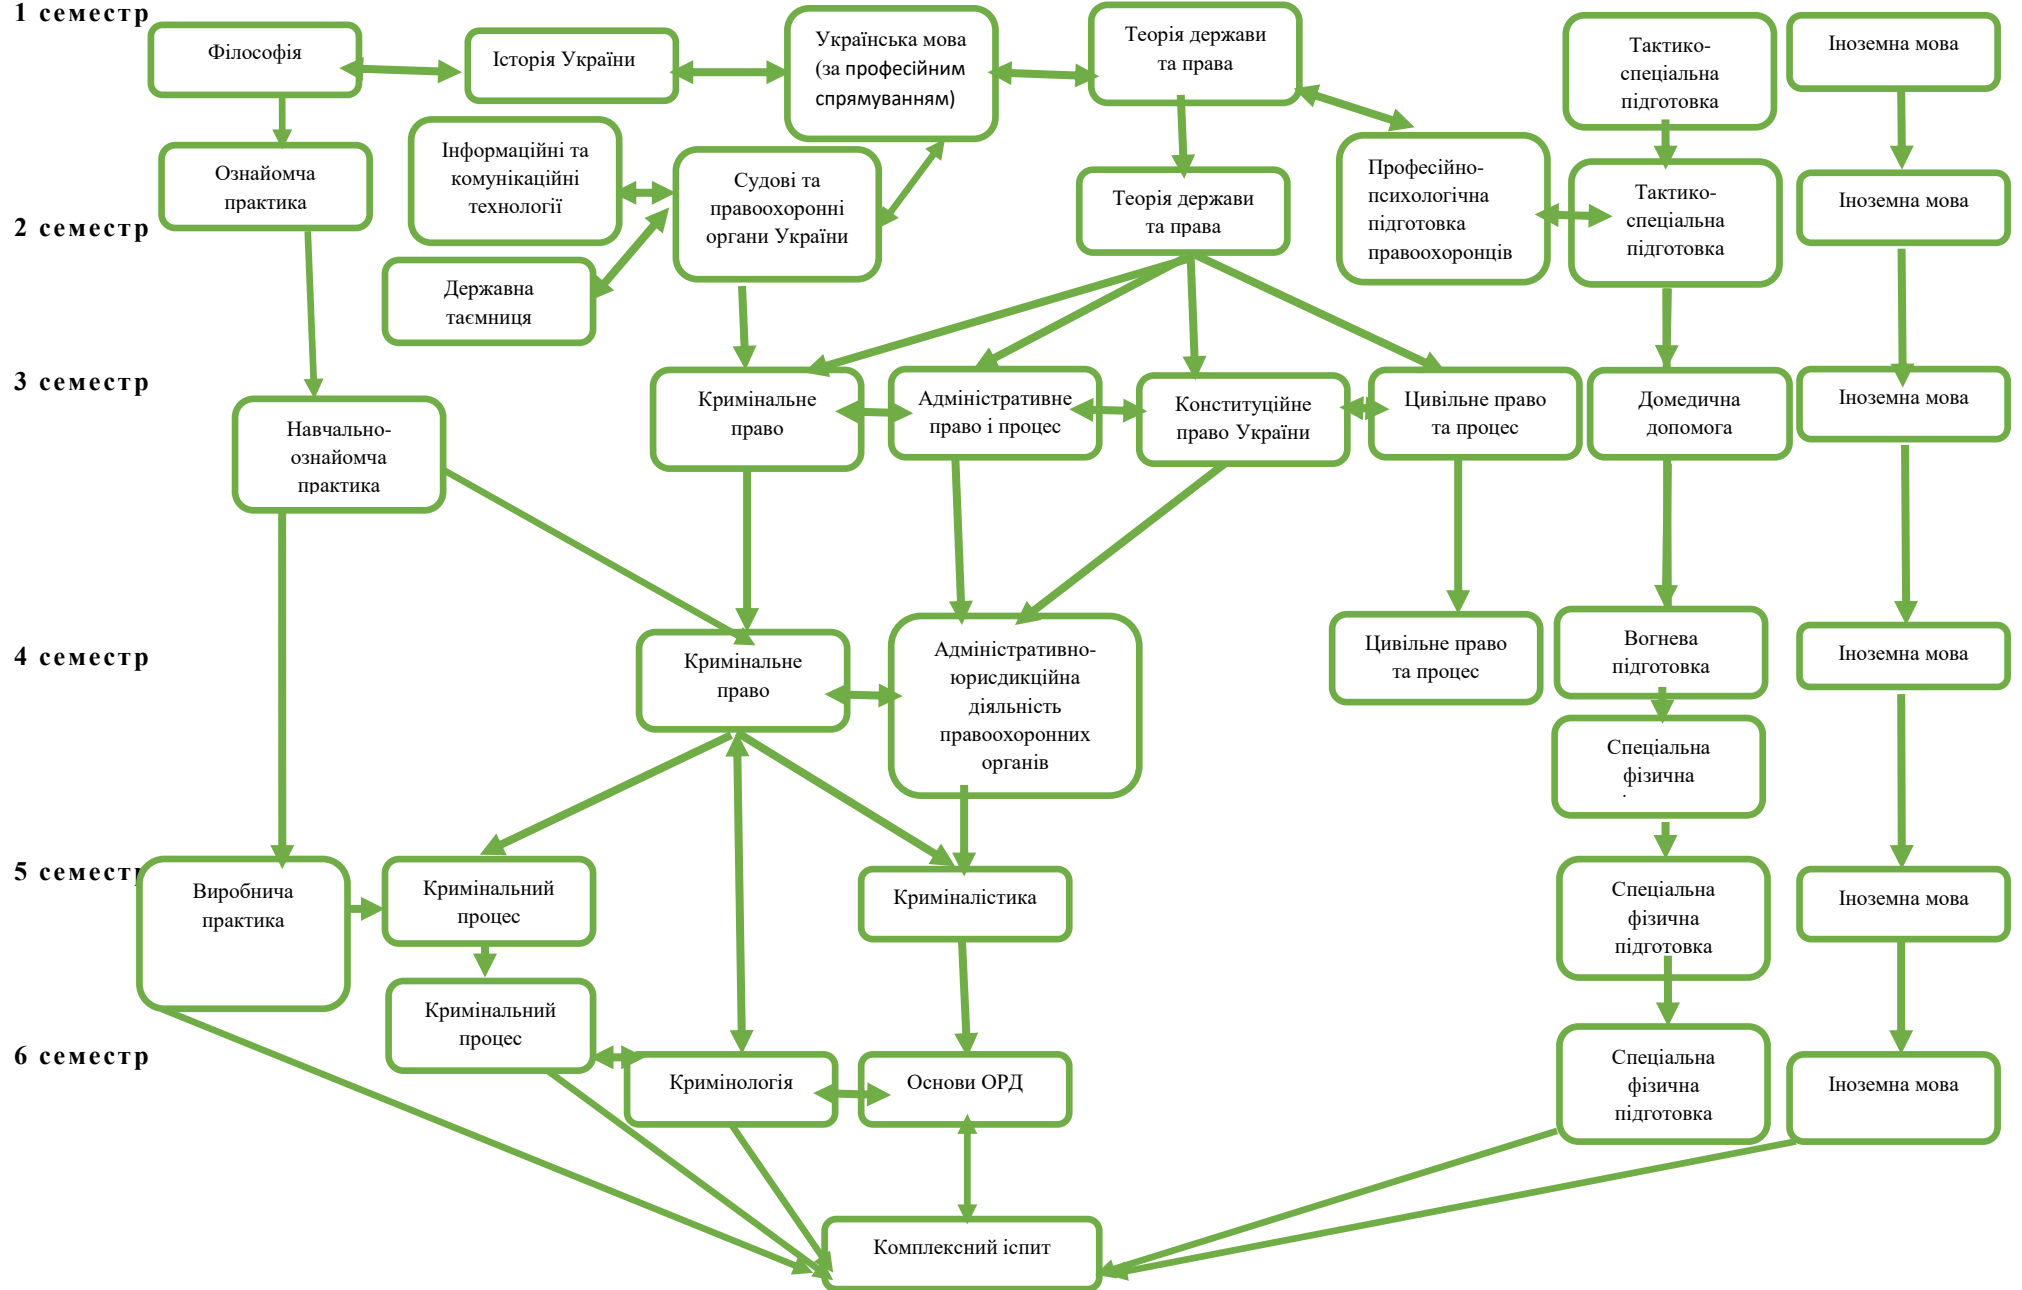 1 семестр
Філософія
Історія України
Українська мова
(за професійним
спрямуванням)
Теорія держави
та права
Тактико-
спеціальна
підготовка
Іноземна мова
Ознайомча
практика
Інформаційні та
комунікаційні
технології
Судові та
правоохоронні
органи України
Теорія держави
та права
Професійно-
психологічна
підготовка
правоохоронців
Тактико-
спеціальна
підготовка
Іноземна мова
2 семестр
Державна
таємниця
3 семестр
Навчально-
ознайомча
практика
Кримінальне
право
Адміністративне
право і процес
Конституційне
право України
Цивільне право
та процес
Домедична
допомога
Іноземна мова
4 семестр
Кримінальне
право
Адміністративно-
юрисдикційна
діяльність
правоохоронних
органів
Цивільне право
та процес
Вогнева
підготовка
Іноземна мова
Спеціальна
фізична
5 семестр
Виробнича
практика
Кримінальний
процес
Криміналістика
Спеціальна
фізична
підготовка
Іноземна мова
6 семестр
Кримінальний
процес
Кримінологія
Основи ОРД
Спеціальна
фізична
підготовка
Іноземна мова
Комплексний іспит